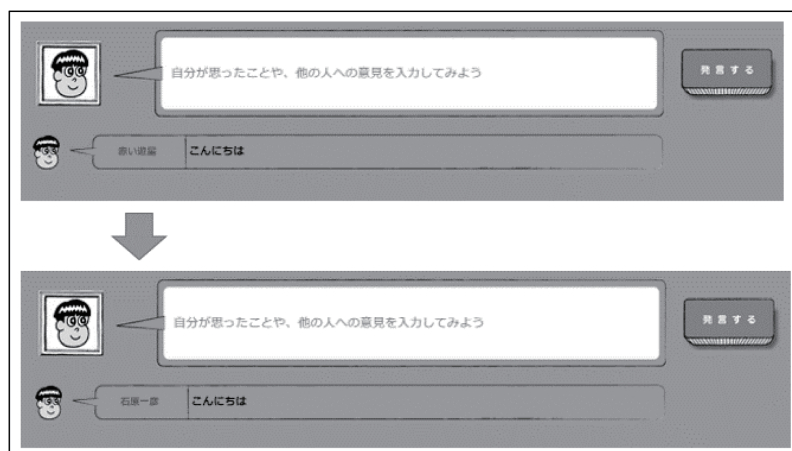 自分が思ったことや、他の人への意見を入力してみよう
発言する
赤い遊星 こんにちは
自分が思ったことや、他の人への意見を入力してみよう
発言する
石原一彦 こんにちは